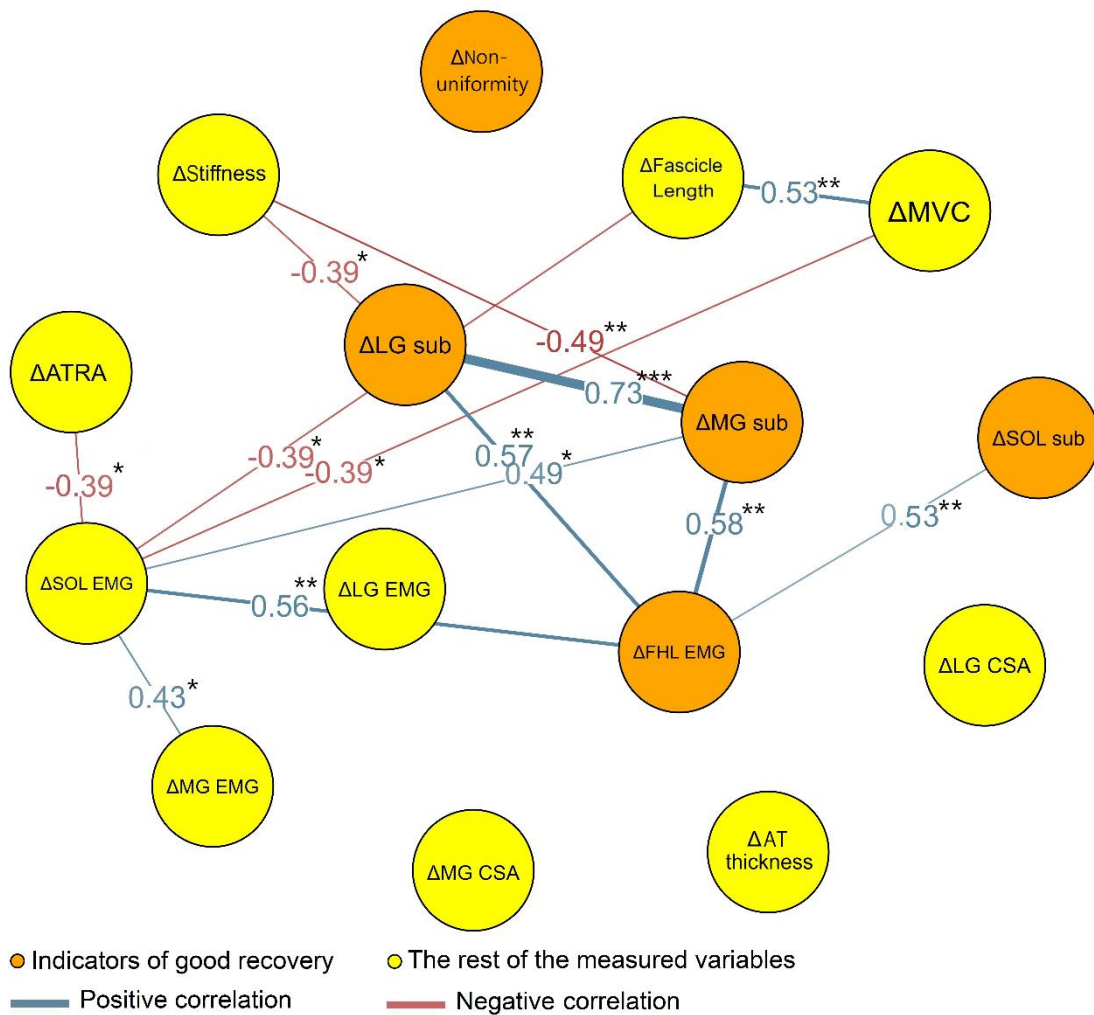 ΔNon-
uniformity
ΔStiffness
ΔFascicle
Length
0.53**
ΔMVC
-0.39*
ΔLG sub
-0.49**
ΔATRA
0.73***
ΔMG sub
ΔSOL sub
-0.39*
-0.39*
-0.39*
0.57**
0.49*
0.58**
0.53**
ΔSOL EMG
0.56**
ΔLG EMG
ΔFHL EMG
ΔLG CSA
0.43*
ΔMG EMG
ΔMG CSA
ΔAT
thickness
Indicators of good recovery
The rest of the measured variables
Positive correlation
Negative correlation